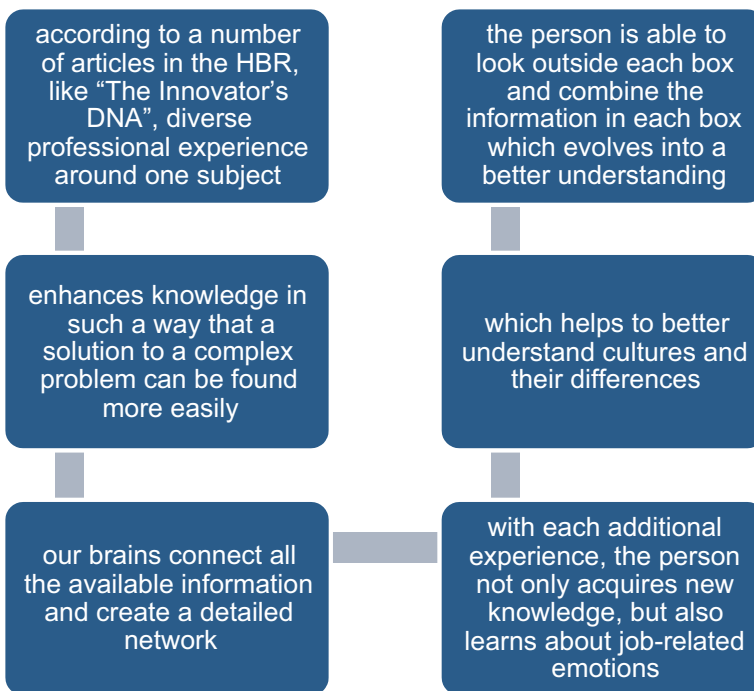 according to a number
of articles in the HBR,
like “The Innovator’s
DNA”, diverse
professional experience
around one subject
enhances knowledge in
such a way that a
solution to a complex
problem can be found
more easily
our brains connect all
the available information
and create a detailed
network
with each additional
experience, the person
not only acquires new
knowledge, but also
learns about job-related
emotions
which helps to better
understand cultures and
their differences
the person is able to
look outside each box
and combine the
information in each box
which evolves into a
better understanding